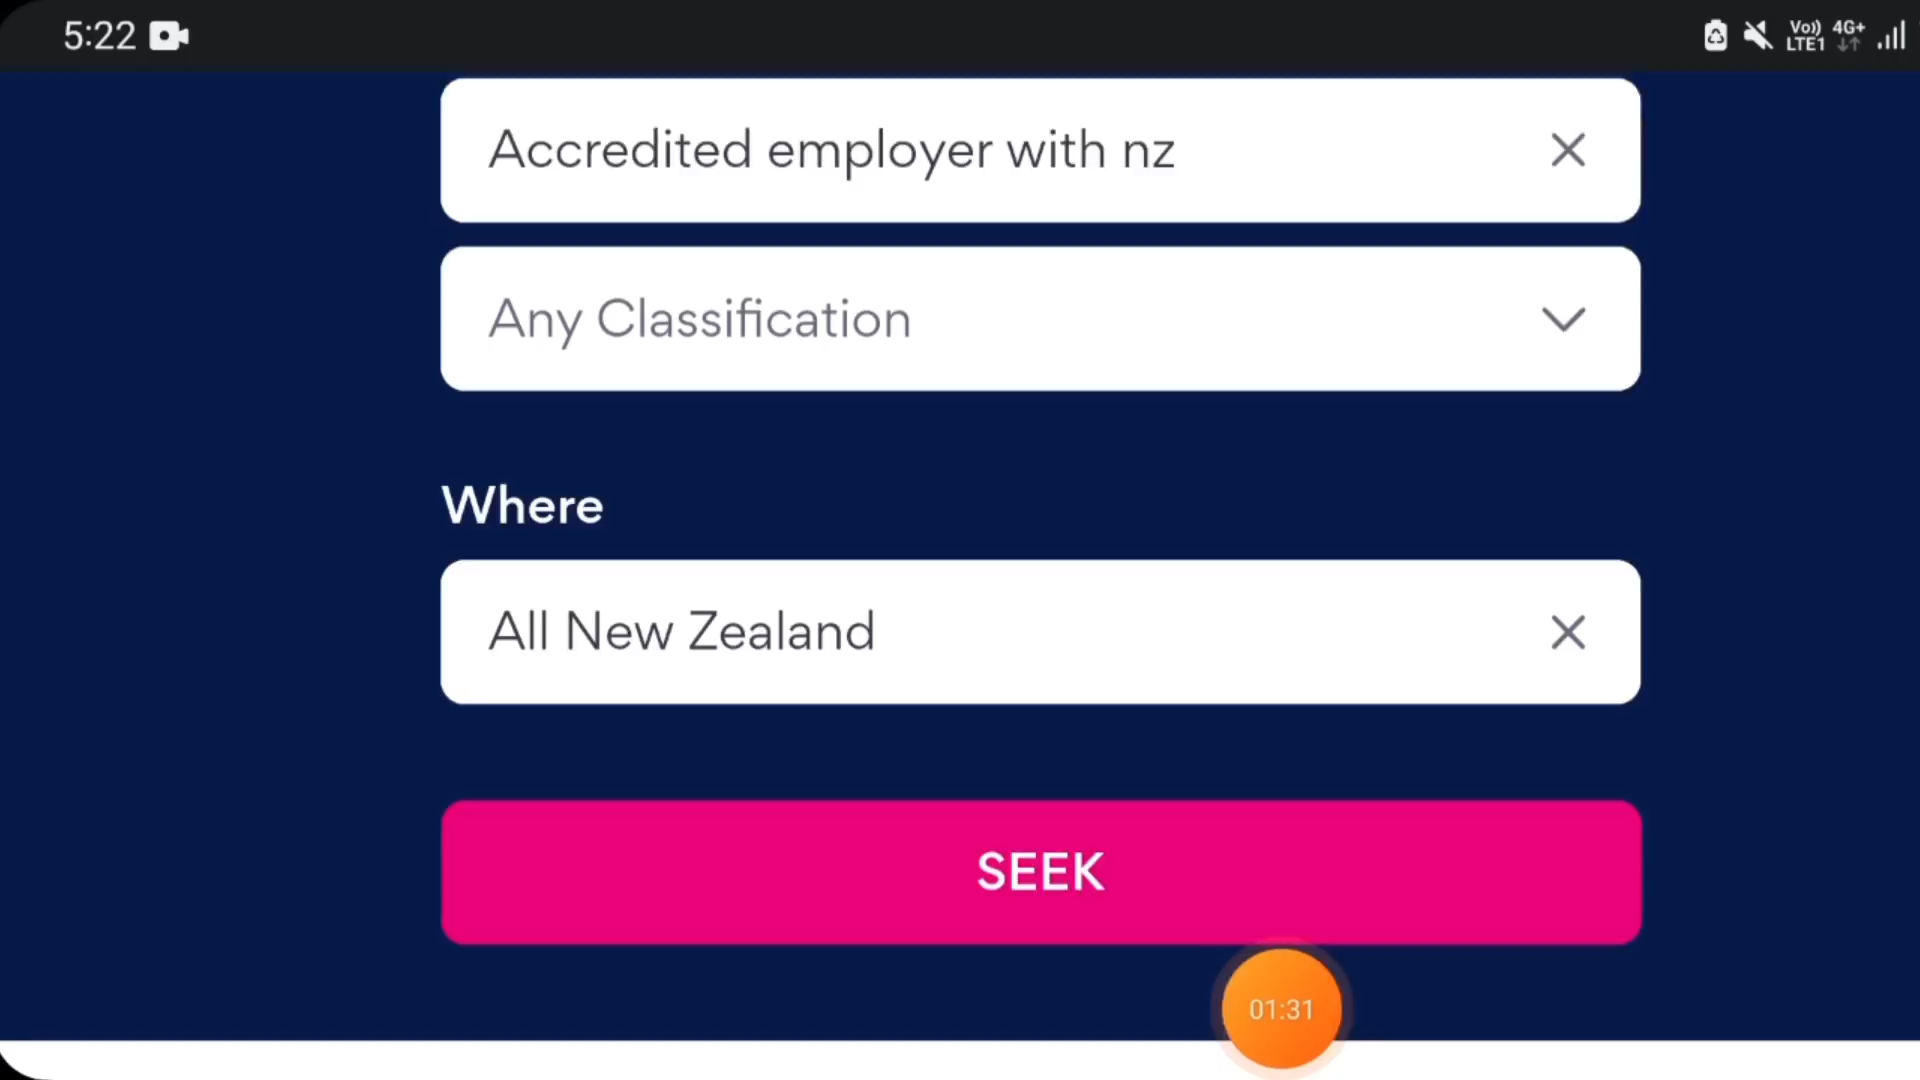 5:22
Vo)) 4G+
LTE1
Accredited employer with nz
Any Classification
Where
All New Zealand
SEEK
01:31